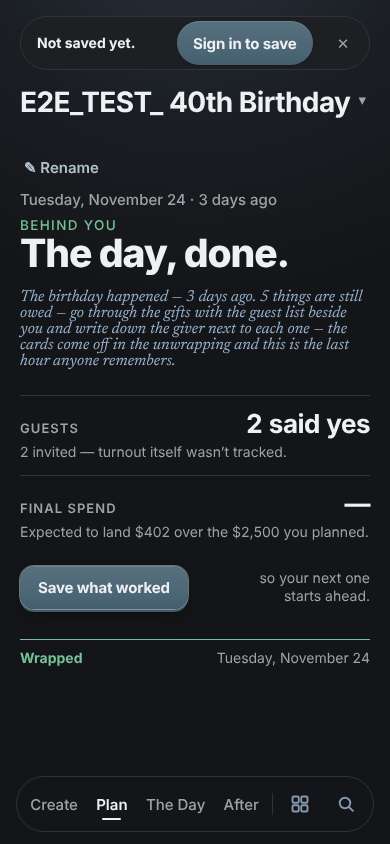 Not saved yet.
Sign in to save
×
E2E_TEST_ 40th Birthday ▾
✎ Rename
Tuesday, November 24 · 3 days ago
BEHIND YOU
The day, done.
The birthday happened – 3 days ago. 5 things are still
owed – go through the gifts with the guest list beside
you and write down the giver next to each one – the
cards come off in the unwrapping and this is the last
hour anyone remembers.
GUESTS
2 said yes
2 invited — turnout itself wasn't tracked.
FINAL SPEND
—
Expected to land $402 over the $2,500 you planned.
Save what worked
so your next one
starts ahead.
Wrapped
Tuesday, November 24
Create
Plan
The Day
After